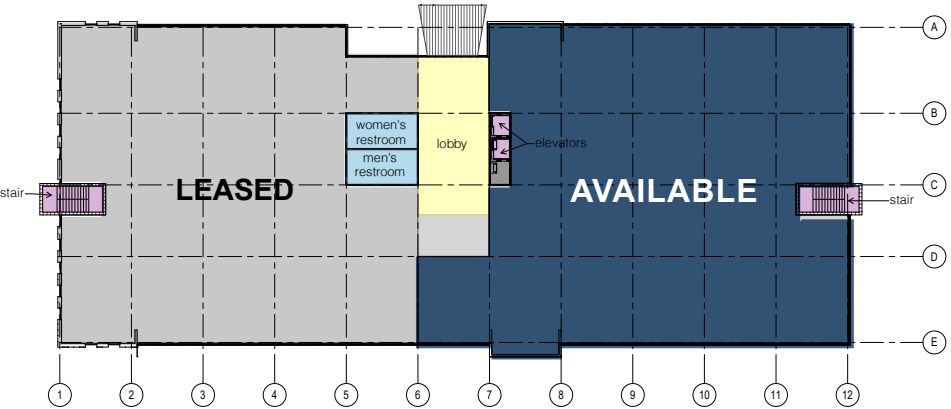 A
B
women's
restroom
lobby
elevators
men's
restroom
C
stair
LEASED
AVAILABLE
stair
D
E
1
2
3
4
5
6
7
8
9
10
11
12